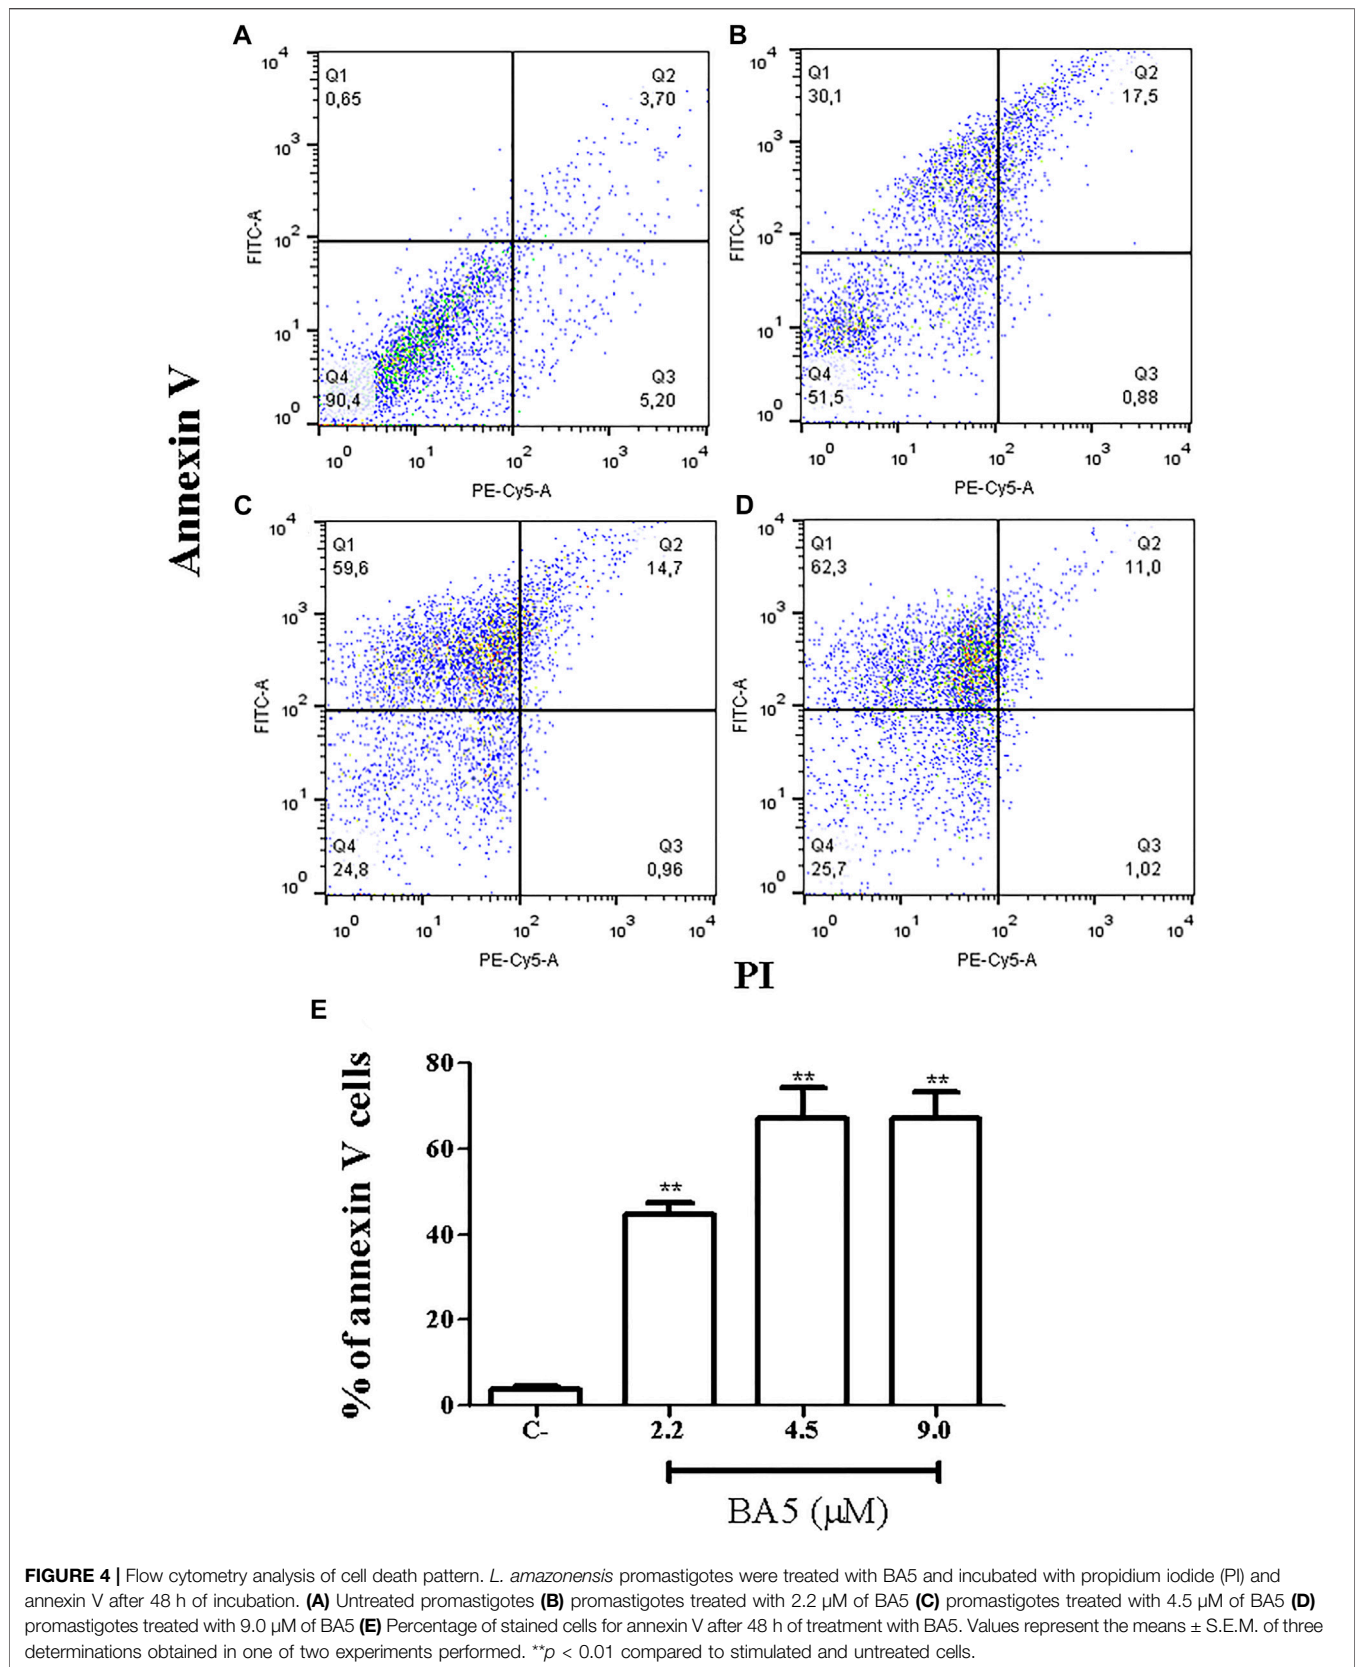 A
10^4
10^3
10^2
10^1
10^0
FITC-A
Q1
0,65
Q2
3,70
Q4
90,4
Q3
5,20
10^0 10^1 10^2 10^3 10^4
PE-Cy5-A
B
10^4
10^3
10^2
10^1
10^0
FITC-A
Q1
30,1
Q2
17,5
Q4
51,5
Q3
0,88
10^0 10^1 10^2 10^3 10^4
PE-Cy5-A
Annexin V
C
10^4
10^3
10^2
10^1
10^0
FITC-A
Q1
59,6
Q2
14,7
Q4
24,8
Q3
0,96
10^0 10^1 10^2 10^3 10^4
PE-Cy5-A
D
10^4
10^3
10^2
10^1
10^0
FITC-A
Q1
62,3
Q2
11,0
Q4
25,7
Q3
1,02
10^0 10^1 10^2 10^3 10^4
PE-Cy5-A
PI
E
% of annexin V cells
80
60
40
20
0
**
**
**
C- 2.2 4.5 9.0
BA5 (µM)
FIGURE 4 | Flow cytometry analysis of cell death pattern. L. amazonensis promastigotes were treated with BA5 and incubated with propidium iodide (PI) and
annexin V after 48 h of incubation. (A) Untreated promastigotes (B) promastigotes treated with 2.2 µM of BA5 (C) promastigotes treated with 4.5 µM of BA5 (D)
promastigotes treated with 9.0 µM of BA5 (E) Percentage of stained cells for annexin V after 48 h of treatment with BA5. Values represent the means ± S.E.M. of three
determinations obtained in one of two experiments performed. **p < 0.01 compared to stimulated and untreated cells.